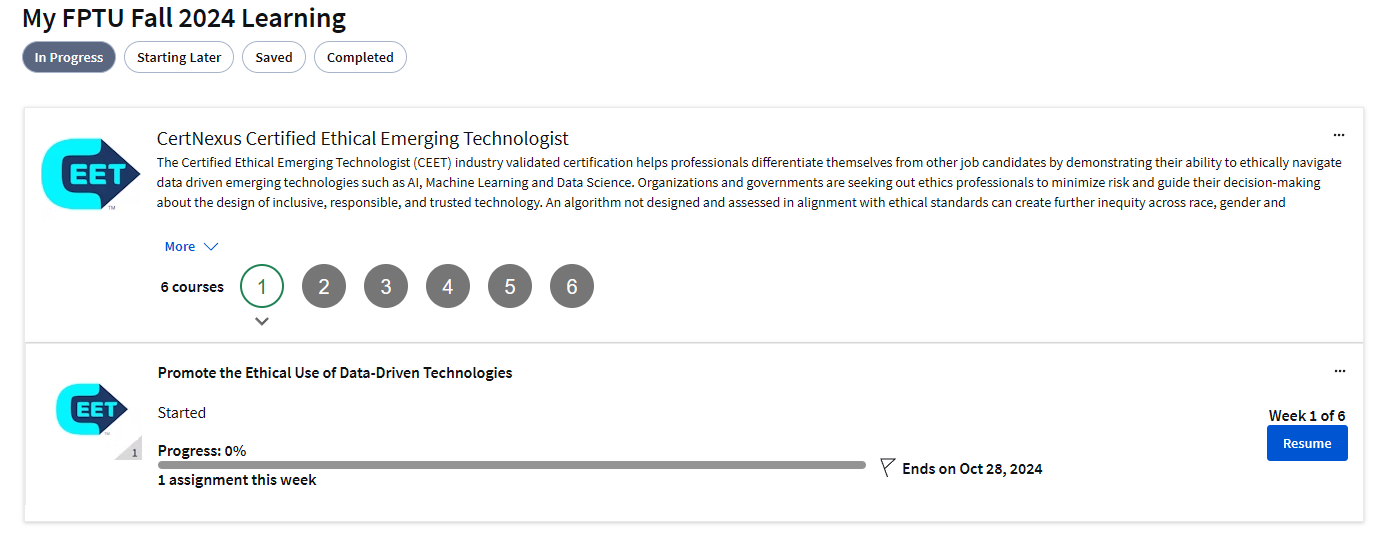 My FPTU Fall 2024 Learning
In Progress
Starting Later
Saved
Completed
CEET
TM
CertNexus Certified Ethical Emerging Technologist
...
The Certified Ethical Emerging Technologist (CEET) industry validated certification helps professionals differentiate themselves from other job candidates by demonstrating their ability to ethically navigate
data driven emerging technologies such as AI, Machine Learning and Data Science. Organizations and governments are seeking out ethics professionals to minimize risk and guide their decision-making
about the design of inclusive, responsible, and trusted technology. An algorithm not designed and assessed in alignment with ethical standards can create further inequity across race, gender and
More
6 courses 1 2 3 4 5 6
CEET
1
Promote the Ethical Use of Data-Driven Technologies
...
Started
Week 1 of 6
Resume
Progress: 0%
Ends on Oct 28, 2024
1 assignment this week